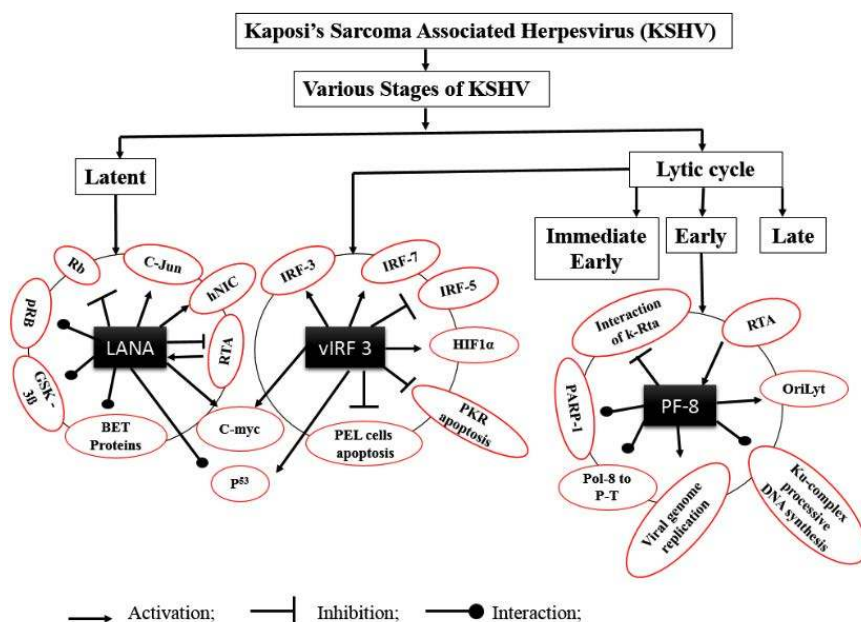 Kaposi's Sarcoma Associated Herpesvirus (KSHV)
Various Stages of KSHV
Latent
Lytic cycle
Immediate
Early
Early
Late
Rb
C-Jun
hNIC
pRB
LANA
RTA
GSK -
3ß
BET
Proteins
C-myc
P53
IRF-3
IRF-7
IRF-5
vIRF 3
HIF1α
PEL cells
apoptosis
PKR
apoptosis
Interaction
of k-Rta
RTA
PARP-1
PF-8
OriLyt
Pol-8 to
P-T
Viral genome
replication
Ku-complex
processive
DNA synthesis
Activation;
Inhibition;
Interaction;